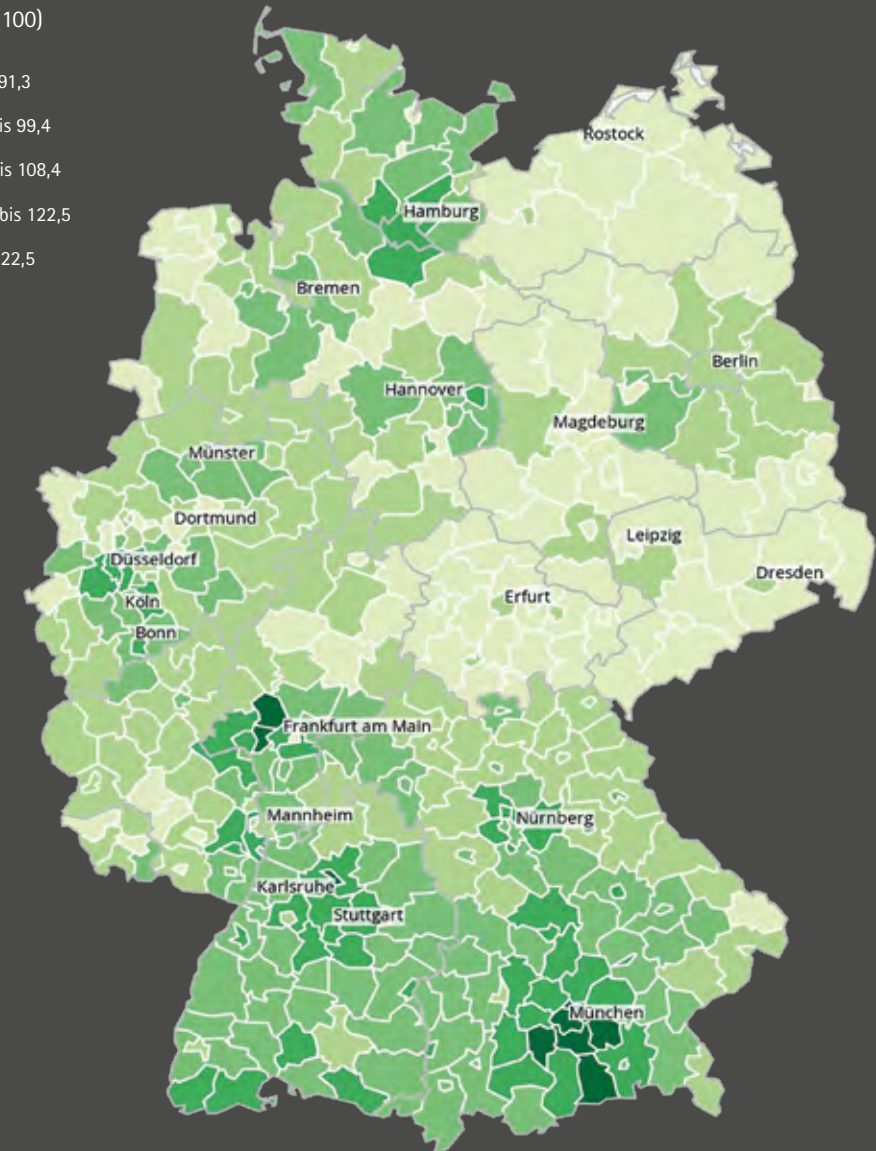 100)
91,3
is 99,4
is 108,4
bis 122,5
22,5
Rostock
Hamburg
Bremen
Berlin
Hannover
Magdeburg
Münster
Dortmund
Leipzig
Düsseldorf
Dresden
Erfurt
Köln
Bonn
Frankfurt am Main
Mannheim
Nürnberg
Karlsruhe
Stuttgart
München